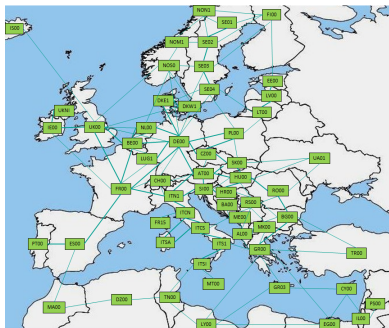 NON1
FI00
SE01
IS00
NOM1
SE02
NOS0
SE03
EE00
SE04
LV00
DKE1
DKW1
LT00
UKNI
IE00
UK00
NL00
PL00
BE00
DE00
CZ00
LUG1
SK00
UA01
AT00
HU00
CH00
FR00
SI00
HR00
RO00
ITN1
BA00
RS00
ITCN
ME00
BG00
FR15
MK00
ITCS
AL00
PT00
ES00
ITSA
ITS1
GR00
TR00
ITSI
MT00
GR03
CY00
DZ00
TN00
MA00
PS00
IL00
LY00
EG00